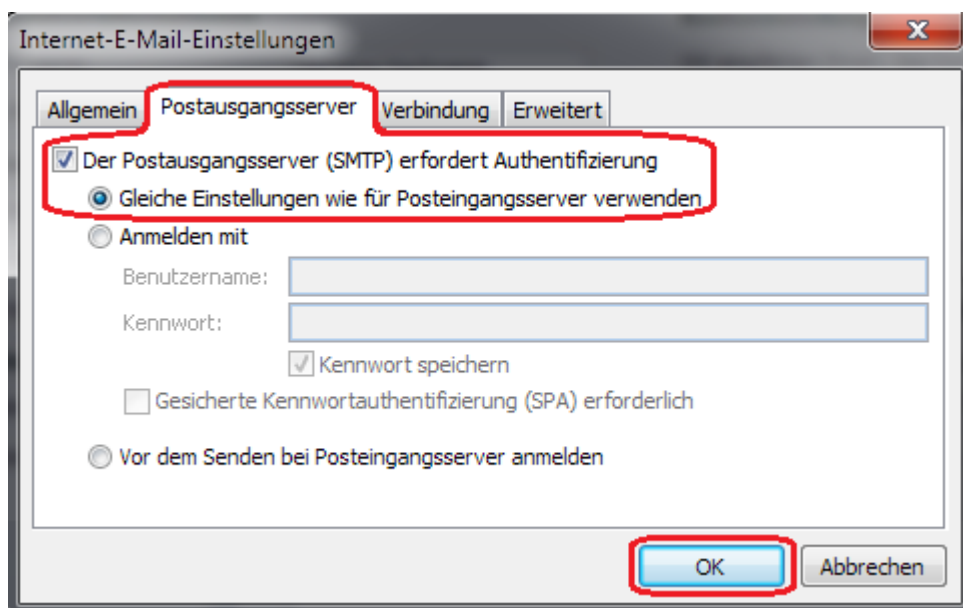 Internet-E-Mail-Einstellungen
Allgemein Postausgangsserver Verbindung Erweitert
Der Postausgangsserver (SMTP) erfordert Authentifizierung
Gleiche Einstellungen wie für Posteingangsserver verwenden
Anmelden mit
Benutzername:
Kennwort:
Kennwort speichern
Gesicherte Kennwortauthentifizierung (SPA) erforderlich
Vor dem Senden bei Posteingangsserver anmelden
OK Abbrechen